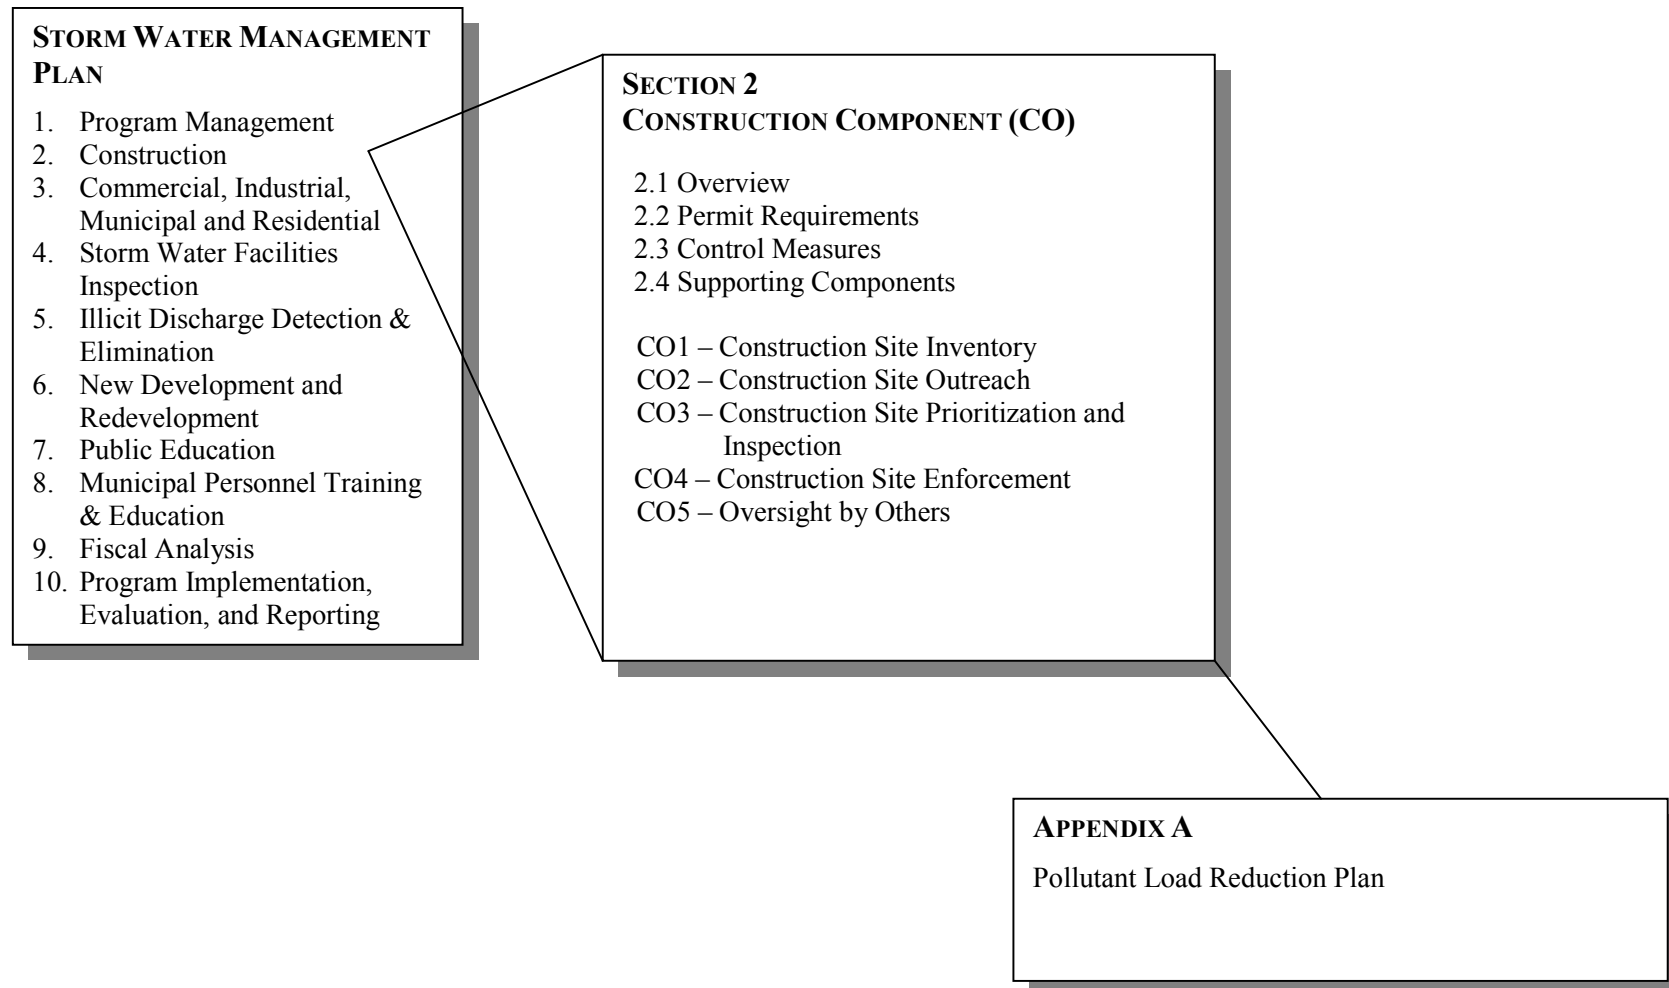 STORM WATER MANAGEMENT
PLAN
1. Program Management
2. Construction
3. Commercial, Industrial,
Municipal and Residential
4. Storm Water Facilities
Inspection
5. Illicit Discharge Detection &
Elimination
6. New Development and
Redevelopment
7. Public Education
8. Municipal Personnel Training
& Education
9. Fiscal Analysis
10. Program Implementation,
Evaluation, and Reporting
SECTION 2
CONSTRUCTION COMPONENT (CO)
2.1 Overview
2.2 Permit Requirements
2.3 Control Measures
2.4 Supporting Components
CO1 – Construction Site Inventory
CO2 – Construction Site Outreach
CO3 – Construction Site Prioritization and
Inspection
CO4 – Construction Site Enforcement
CO5 – Oversight by Others
APPENDIX A
Pollutant Load Reduction Plan